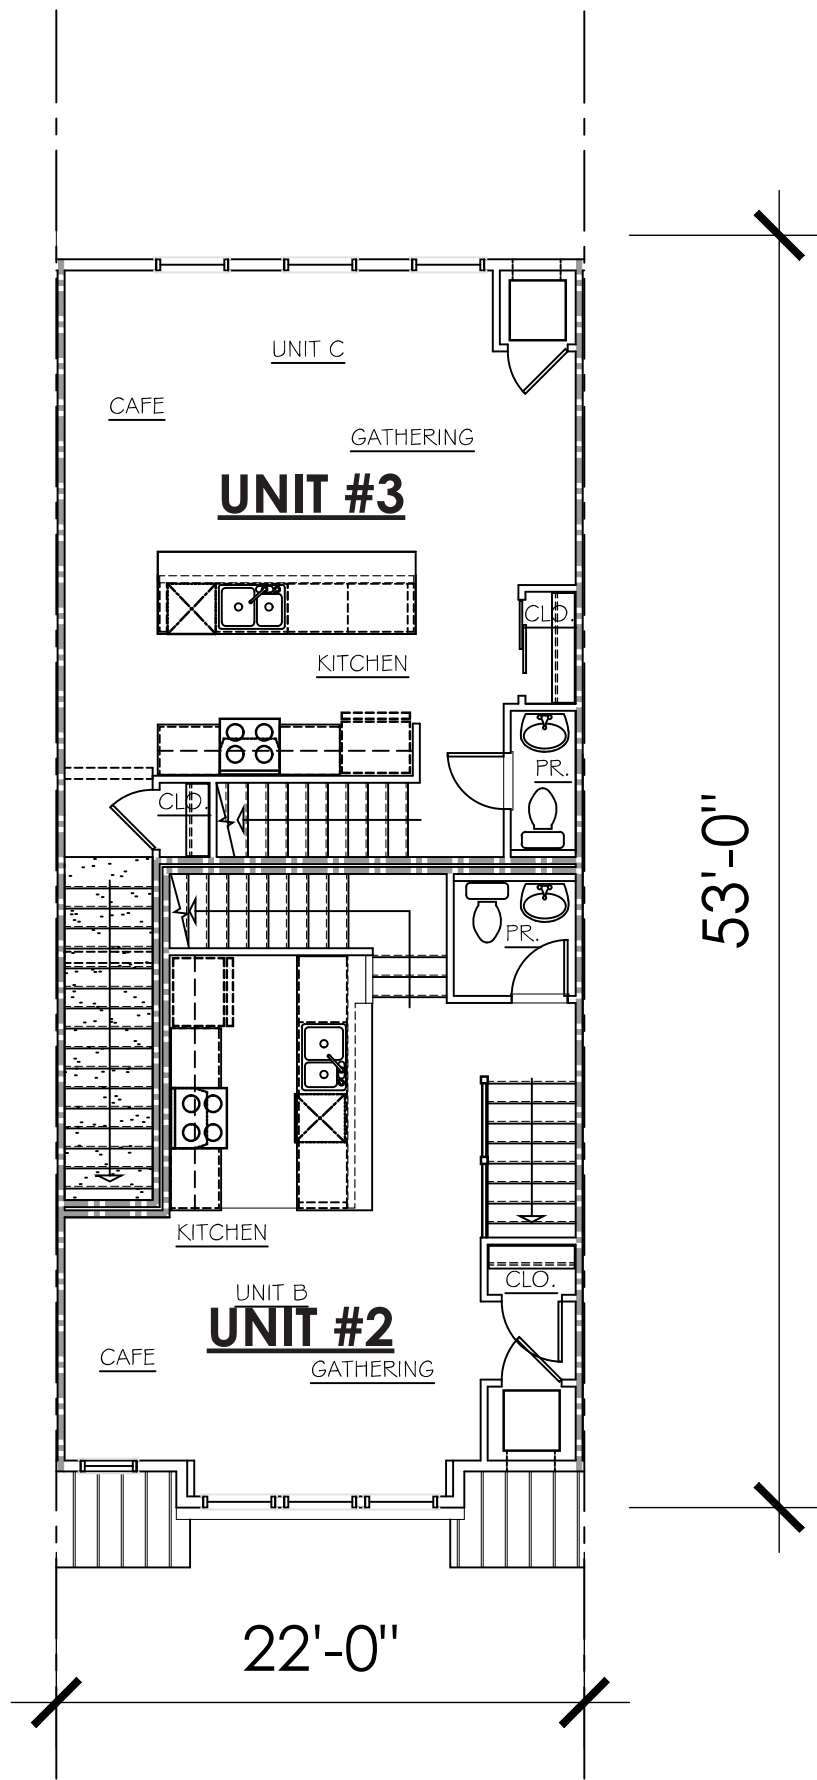 UNIT C
CAFE
GATHERING
UNIT #3
CLO.
KITCHEN
PR.
CLO.
53'-0"
PR.
KITCHEN
CLO.
UNIT B
UNIT #2
CAFE
GATHERING
22'-0"